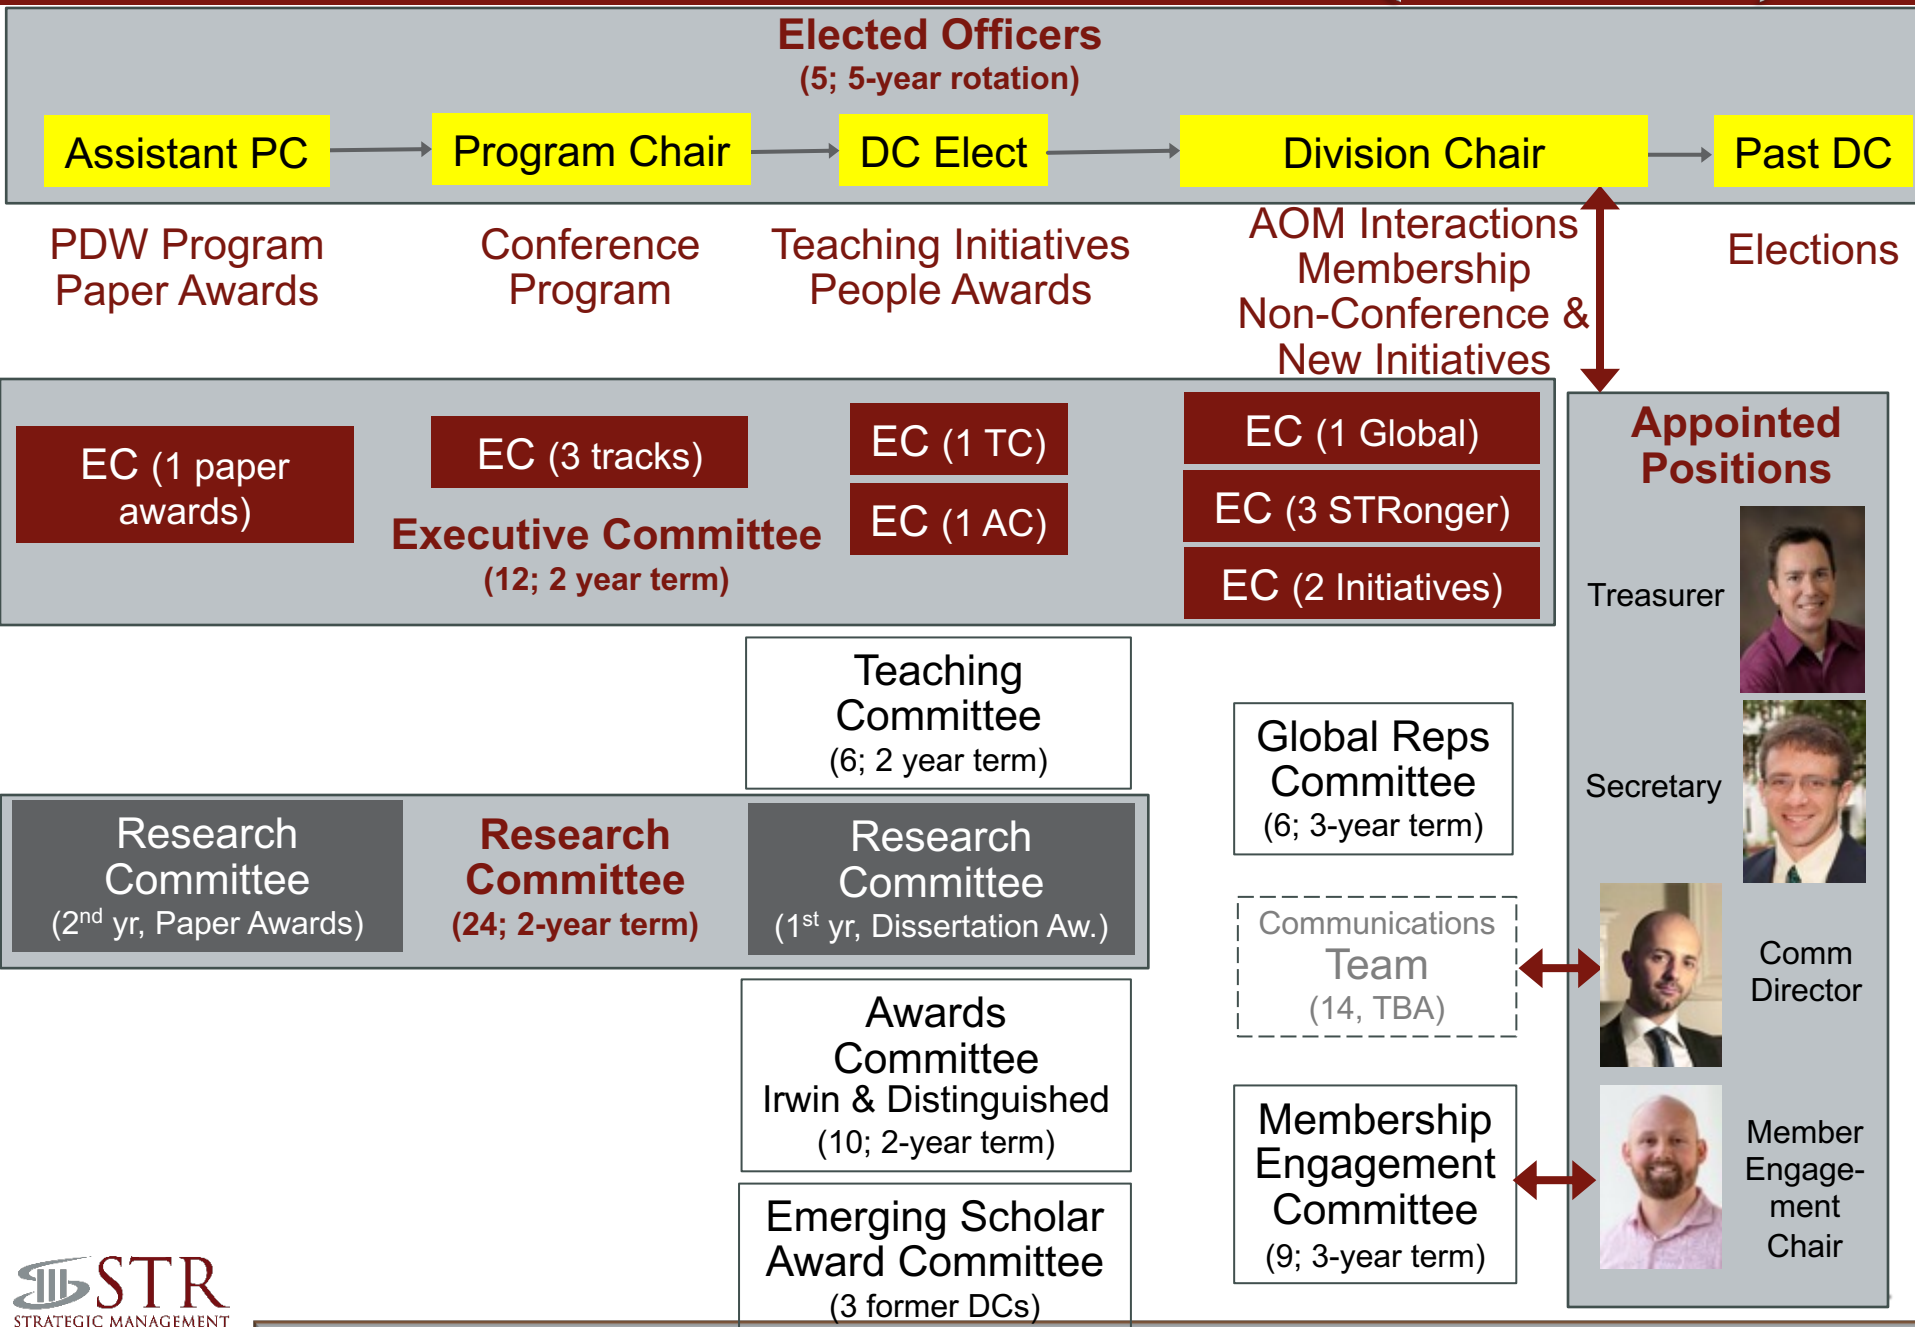 Elected Officers
(5; 5-year rotation)
Assistant PC
Program Chair
DC Elect
Division Chair
Past DC
PDW Program
Paper Awards
Conference
Program
Teaching Initiatives
People Awards
AOM Interactions
Membership
Non-Conference &
New Initiatives
Elections
EC (1 paper
awards)
EC (3 tracks)
Executive Committee
(12; 2 year term)
EC (1 TC)
EC (1 AC)
EC (1 Global)
EC (3 STRonger)
EC (2 Initiatives)
Appointed
Positions
Treasurer
Secretary
Comm
Director
Member
Engage-
ment
Chair
Teaching
Committee
(6; 2 year term)
Global Reps
Committee
(6; 3-year term)
Research
Committee
(2nd yr, Paper Awards)
Research
Committee
(24; 2-year term)
Research
Committee
(1st yr, Dissertation Aw.)
Communications
Team
(14, TBA)
Awards
Committee
Irwin & Distinguished
(10; 2-year term)
Membership
Engagement
Committee
(9; 3-year term)
Emerging Scholar
Award Committee
(3 former DCs)
STR
STRATEGIC MANAGEMENT